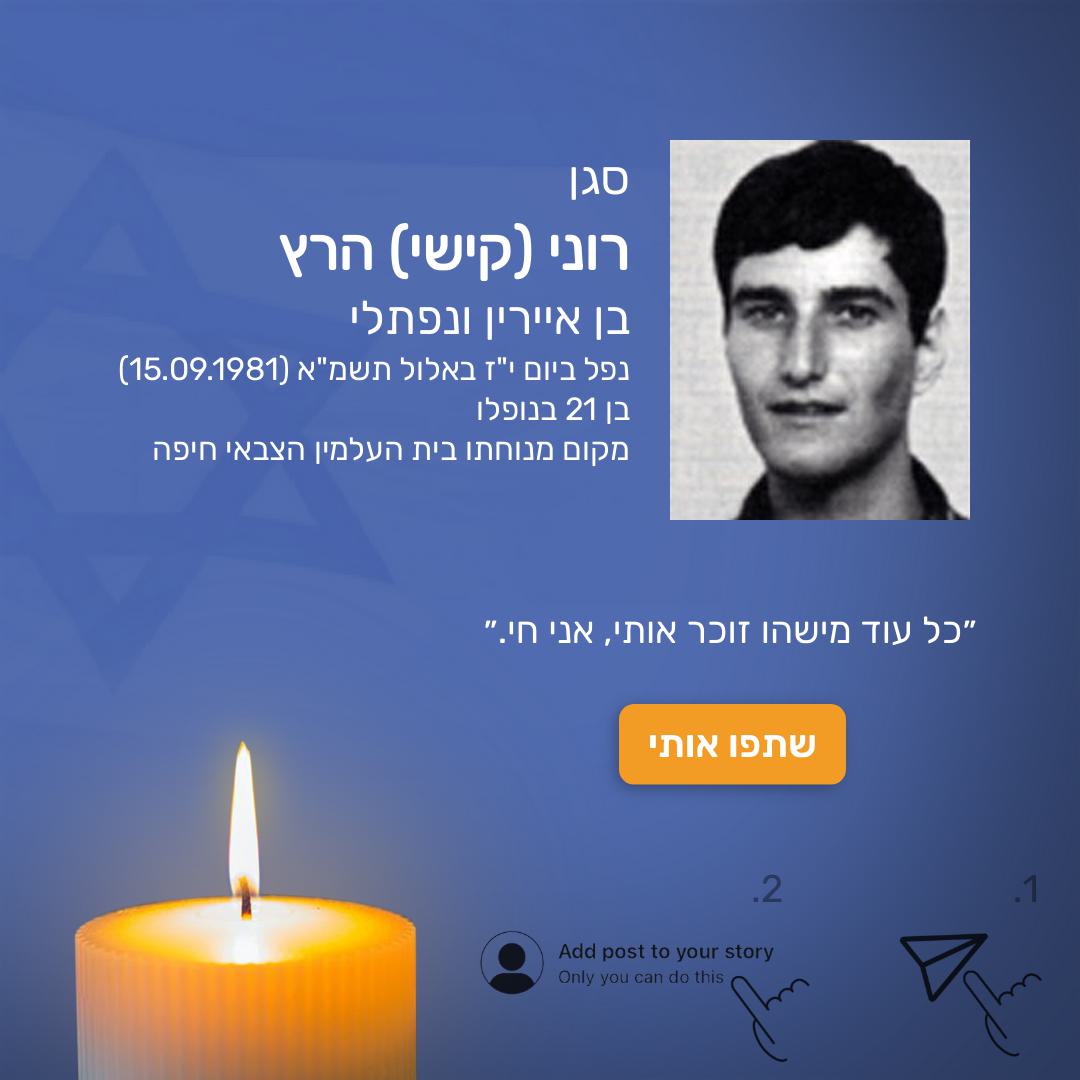 סגן
רוני (קישי) הרץ
בן איירין ונפתלי
נפל ביום י"ז באלול תשמ"א (15.09.1981)
בן 21 בנופלו
מקום מנוחתו בית העלמין הצבאי חיפה
״כל עוד מישהו זוכר אותי, אני חי.״
שתפו אותי
1.
2.
Add post to your story
Only you can do this